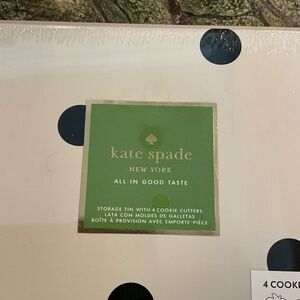 kate spade
NEW YORK
ALL IN GOOD TASTE
STORAGE TIN WITH 4 COOKIE CUTTERS
LATA CON MOLDES DE GALLETAS
BOÎTE À PROVISION AVEC EMPORTE-PIÈCE
4 COOKI